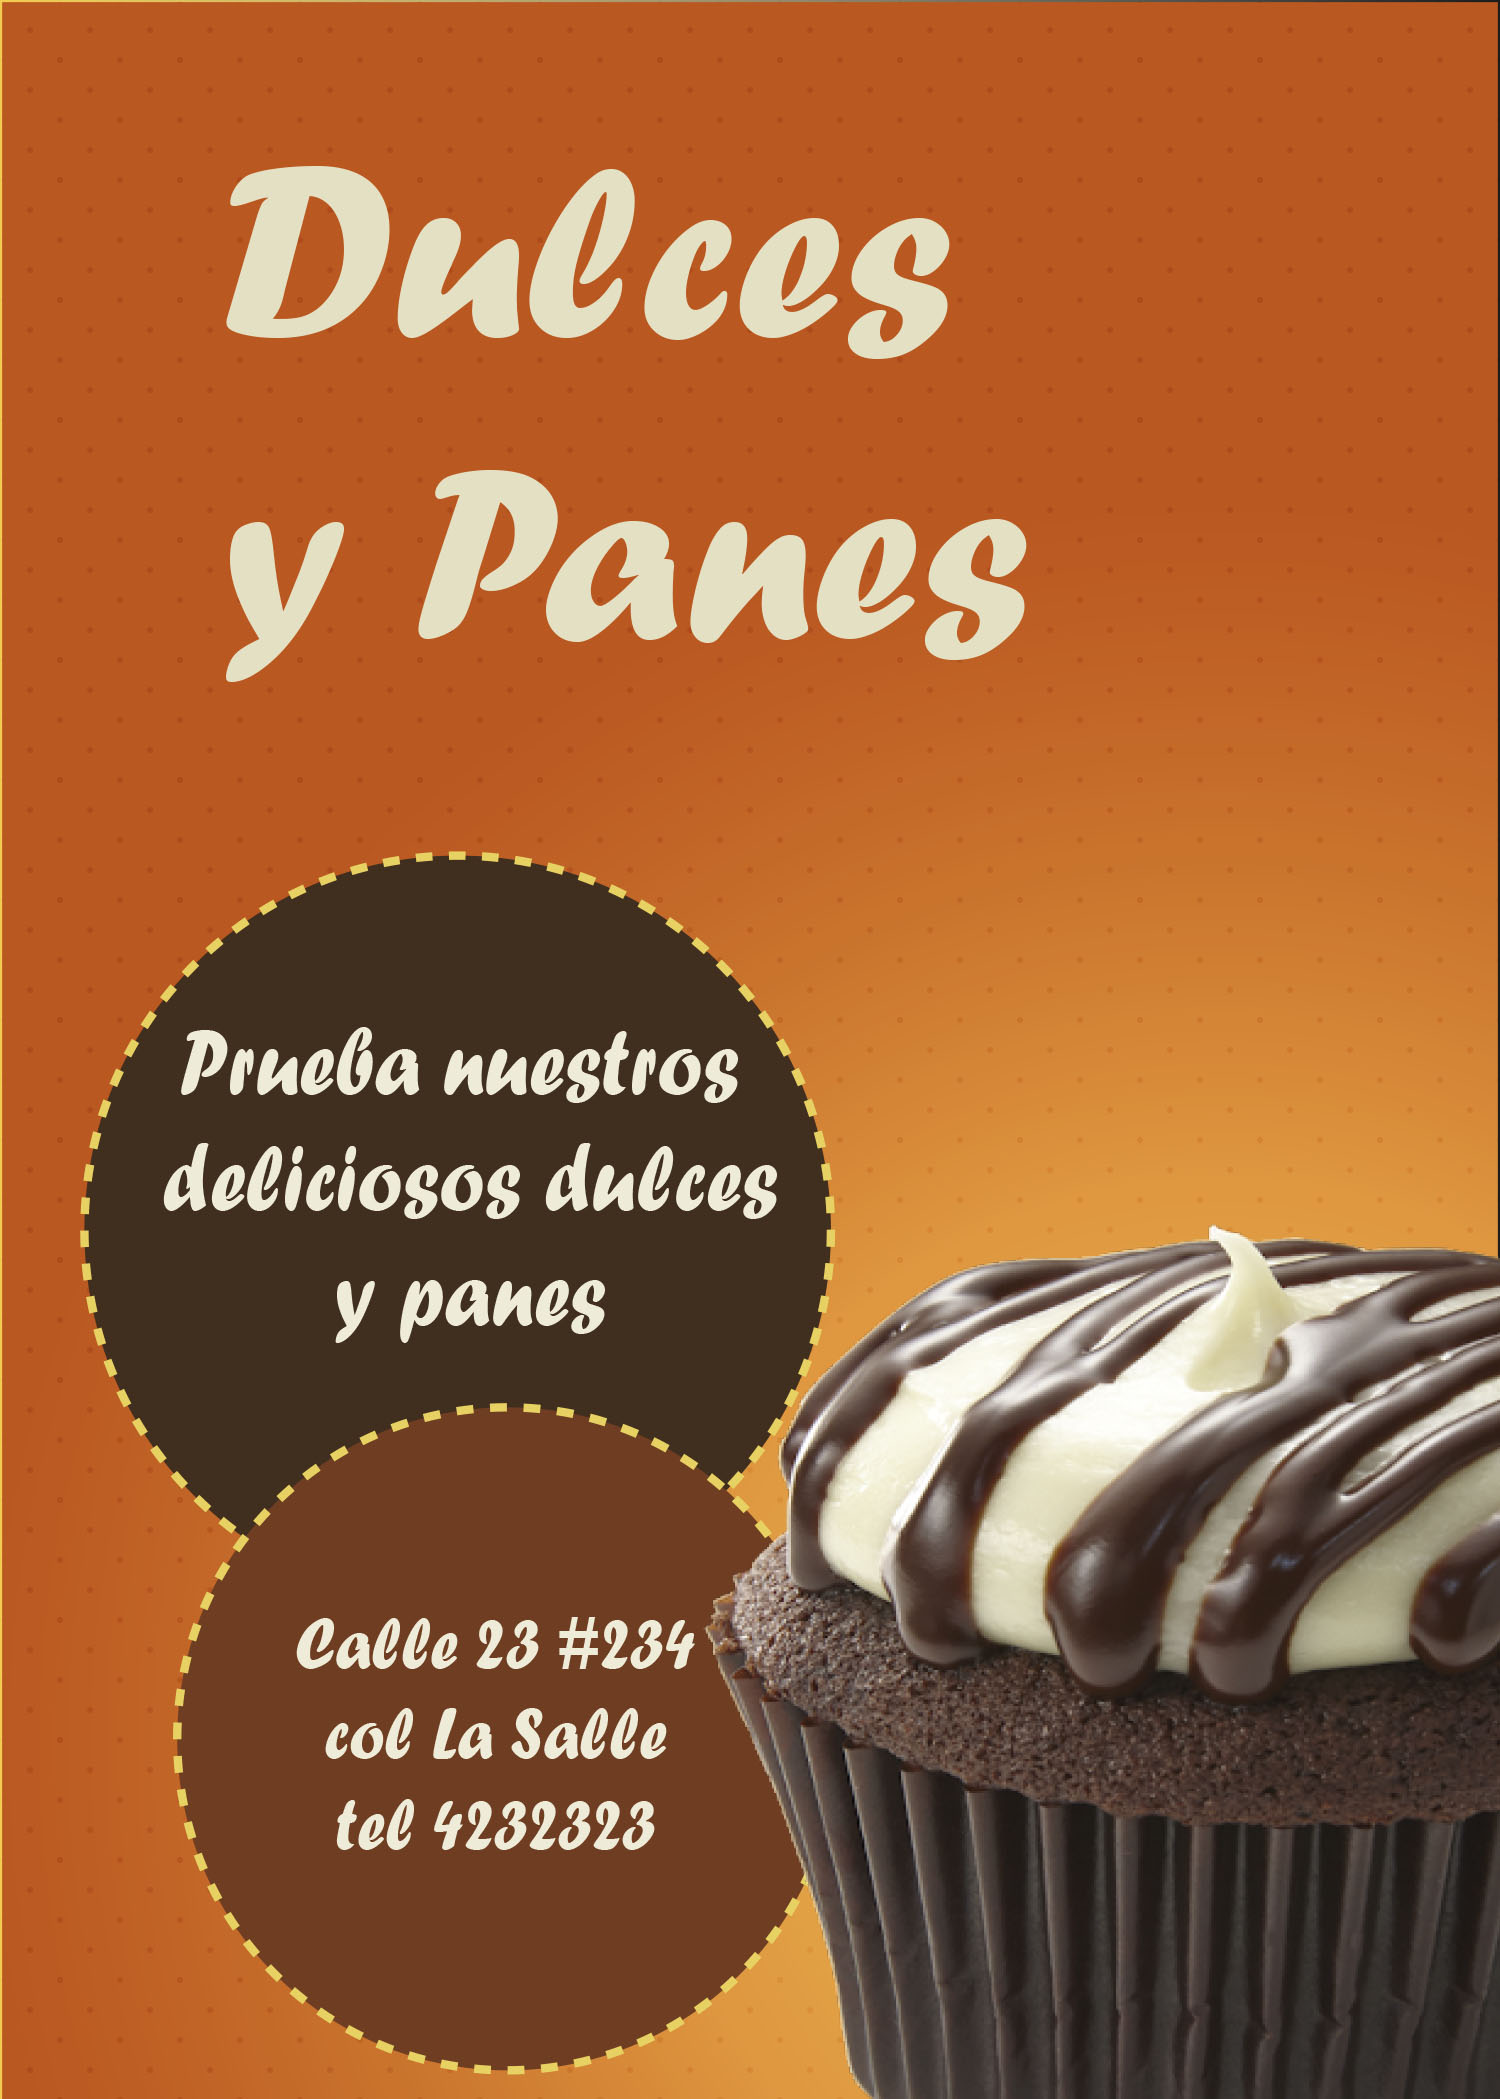 Dulces
y Panes
Prueba nuestros
deliciosos dulces
y panes
Calle 23 #234
col La Salle
tel 4232323